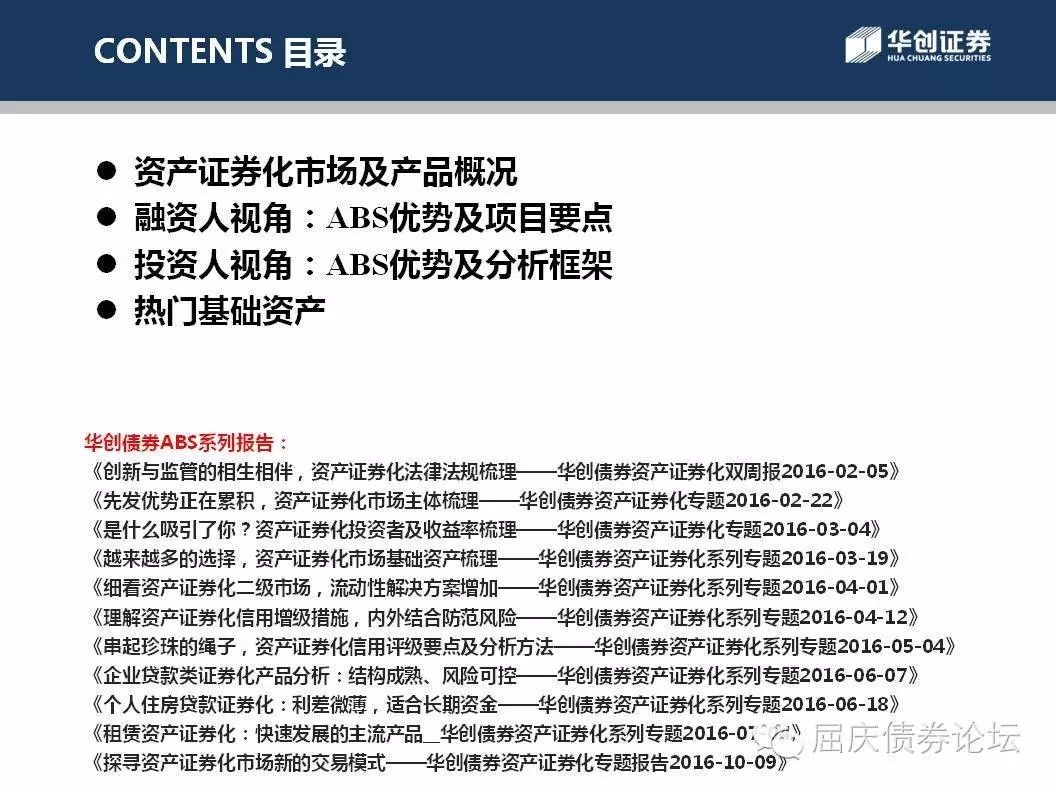 CONTENTS 目录
华创证券
HUA CHUANG SECURITIES
● 资产证券化市场及产品概况
● 融资人视角：ABS优势及项目要点
● 投资人视角：ABS优势及分析框架
● 热门基础资产
华创债券ABS系列报告：
《创新与监管的相生相伴，资产证券化法律法规梳理——华创债券资产证券化双周报2016-02-05》
《先发优势正在累积，资产证券化市场主体梳理——华创债券资产证券化专题2016-02-22》
《是什么吸引了你？资产证券化投资者及收益率梳理——华创债券资产证券化专题2016-03-04》
《越来越多的选择，资产证券化市场基础资产梳理——华创债券资产证券化系列专题2016-03-19》
《细看资产证券化二级市场，流动性解决方案增加——华创债券资产证券化系列专题2016-04-01》
《理解资产证券化信用增级措施，内外结合防范风险——华创债券资产证券化系列专题2016-04-12》
《串起珍珠的绳子，资产证券化信用评级要点及分析方法——华创债券资产证券化系列专题2016-05-04》
《企业贷款类证券化产品分析：结构成熟、风险可控——华创债券资产证券化系列专题2016-06-07》
《个人住房贷款证券化：利差微薄，适合长期资金——华创债券资产证券化系列专题2016-06-18》
《租赁资产证券化：快速发展的主流产品__华创债券资产证券化系列专题2016-07
《探寻资产证券化市场新的交易模式——华创债券资产证券化专题报告2016-10-09》
屈庆债券论坛